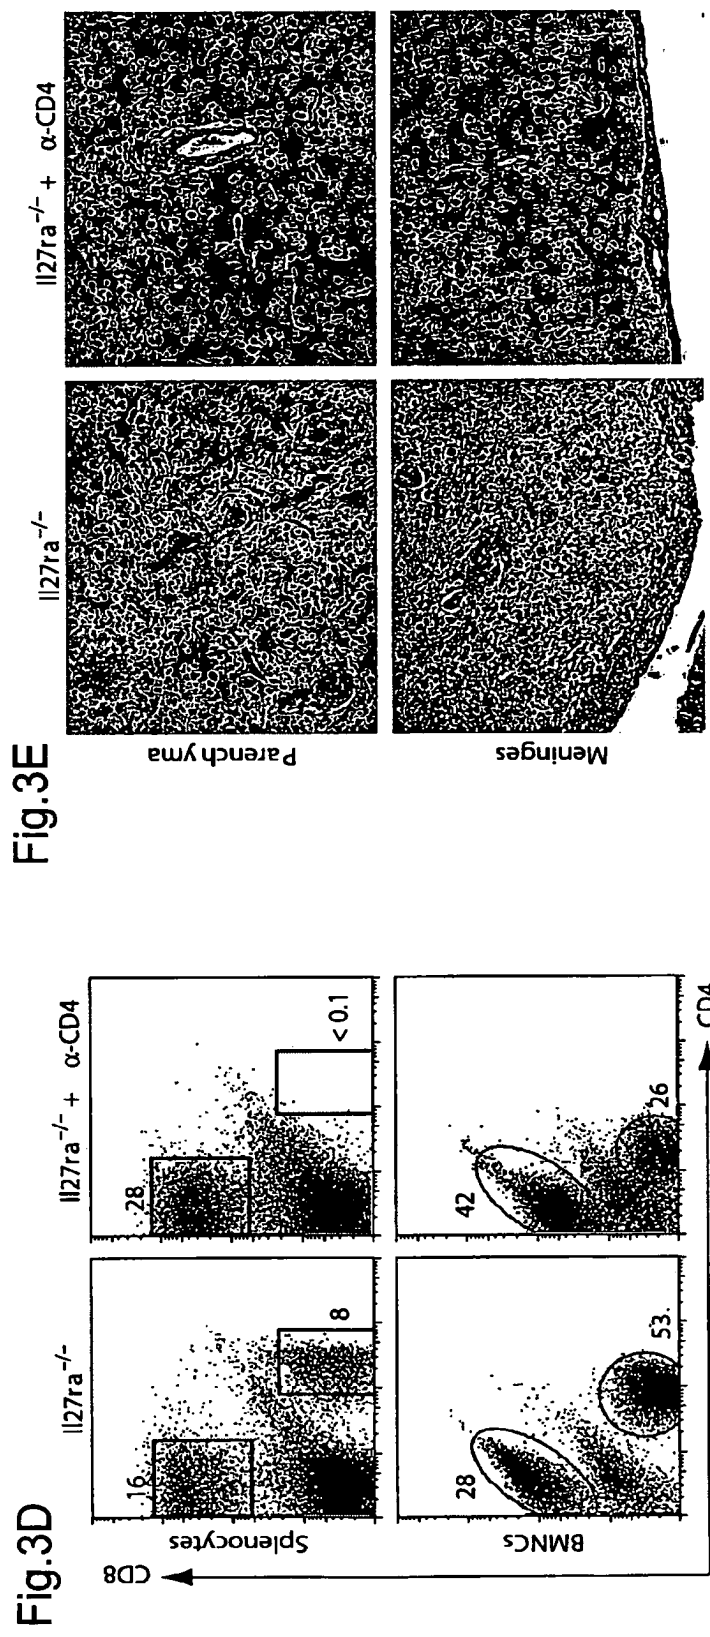 Fig.3D
Il27ra⁻/⁻
Il27ra⁻/⁻ + α-CD4
CD8
Splenocytes
16
8
28
< 0.1
BMNCs
28
53.
42
26
CD4
Fig.3E
Il27ra⁻/⁻
Il27ra⁻/⁻ + α-CD4
Parenchyma
Meninges